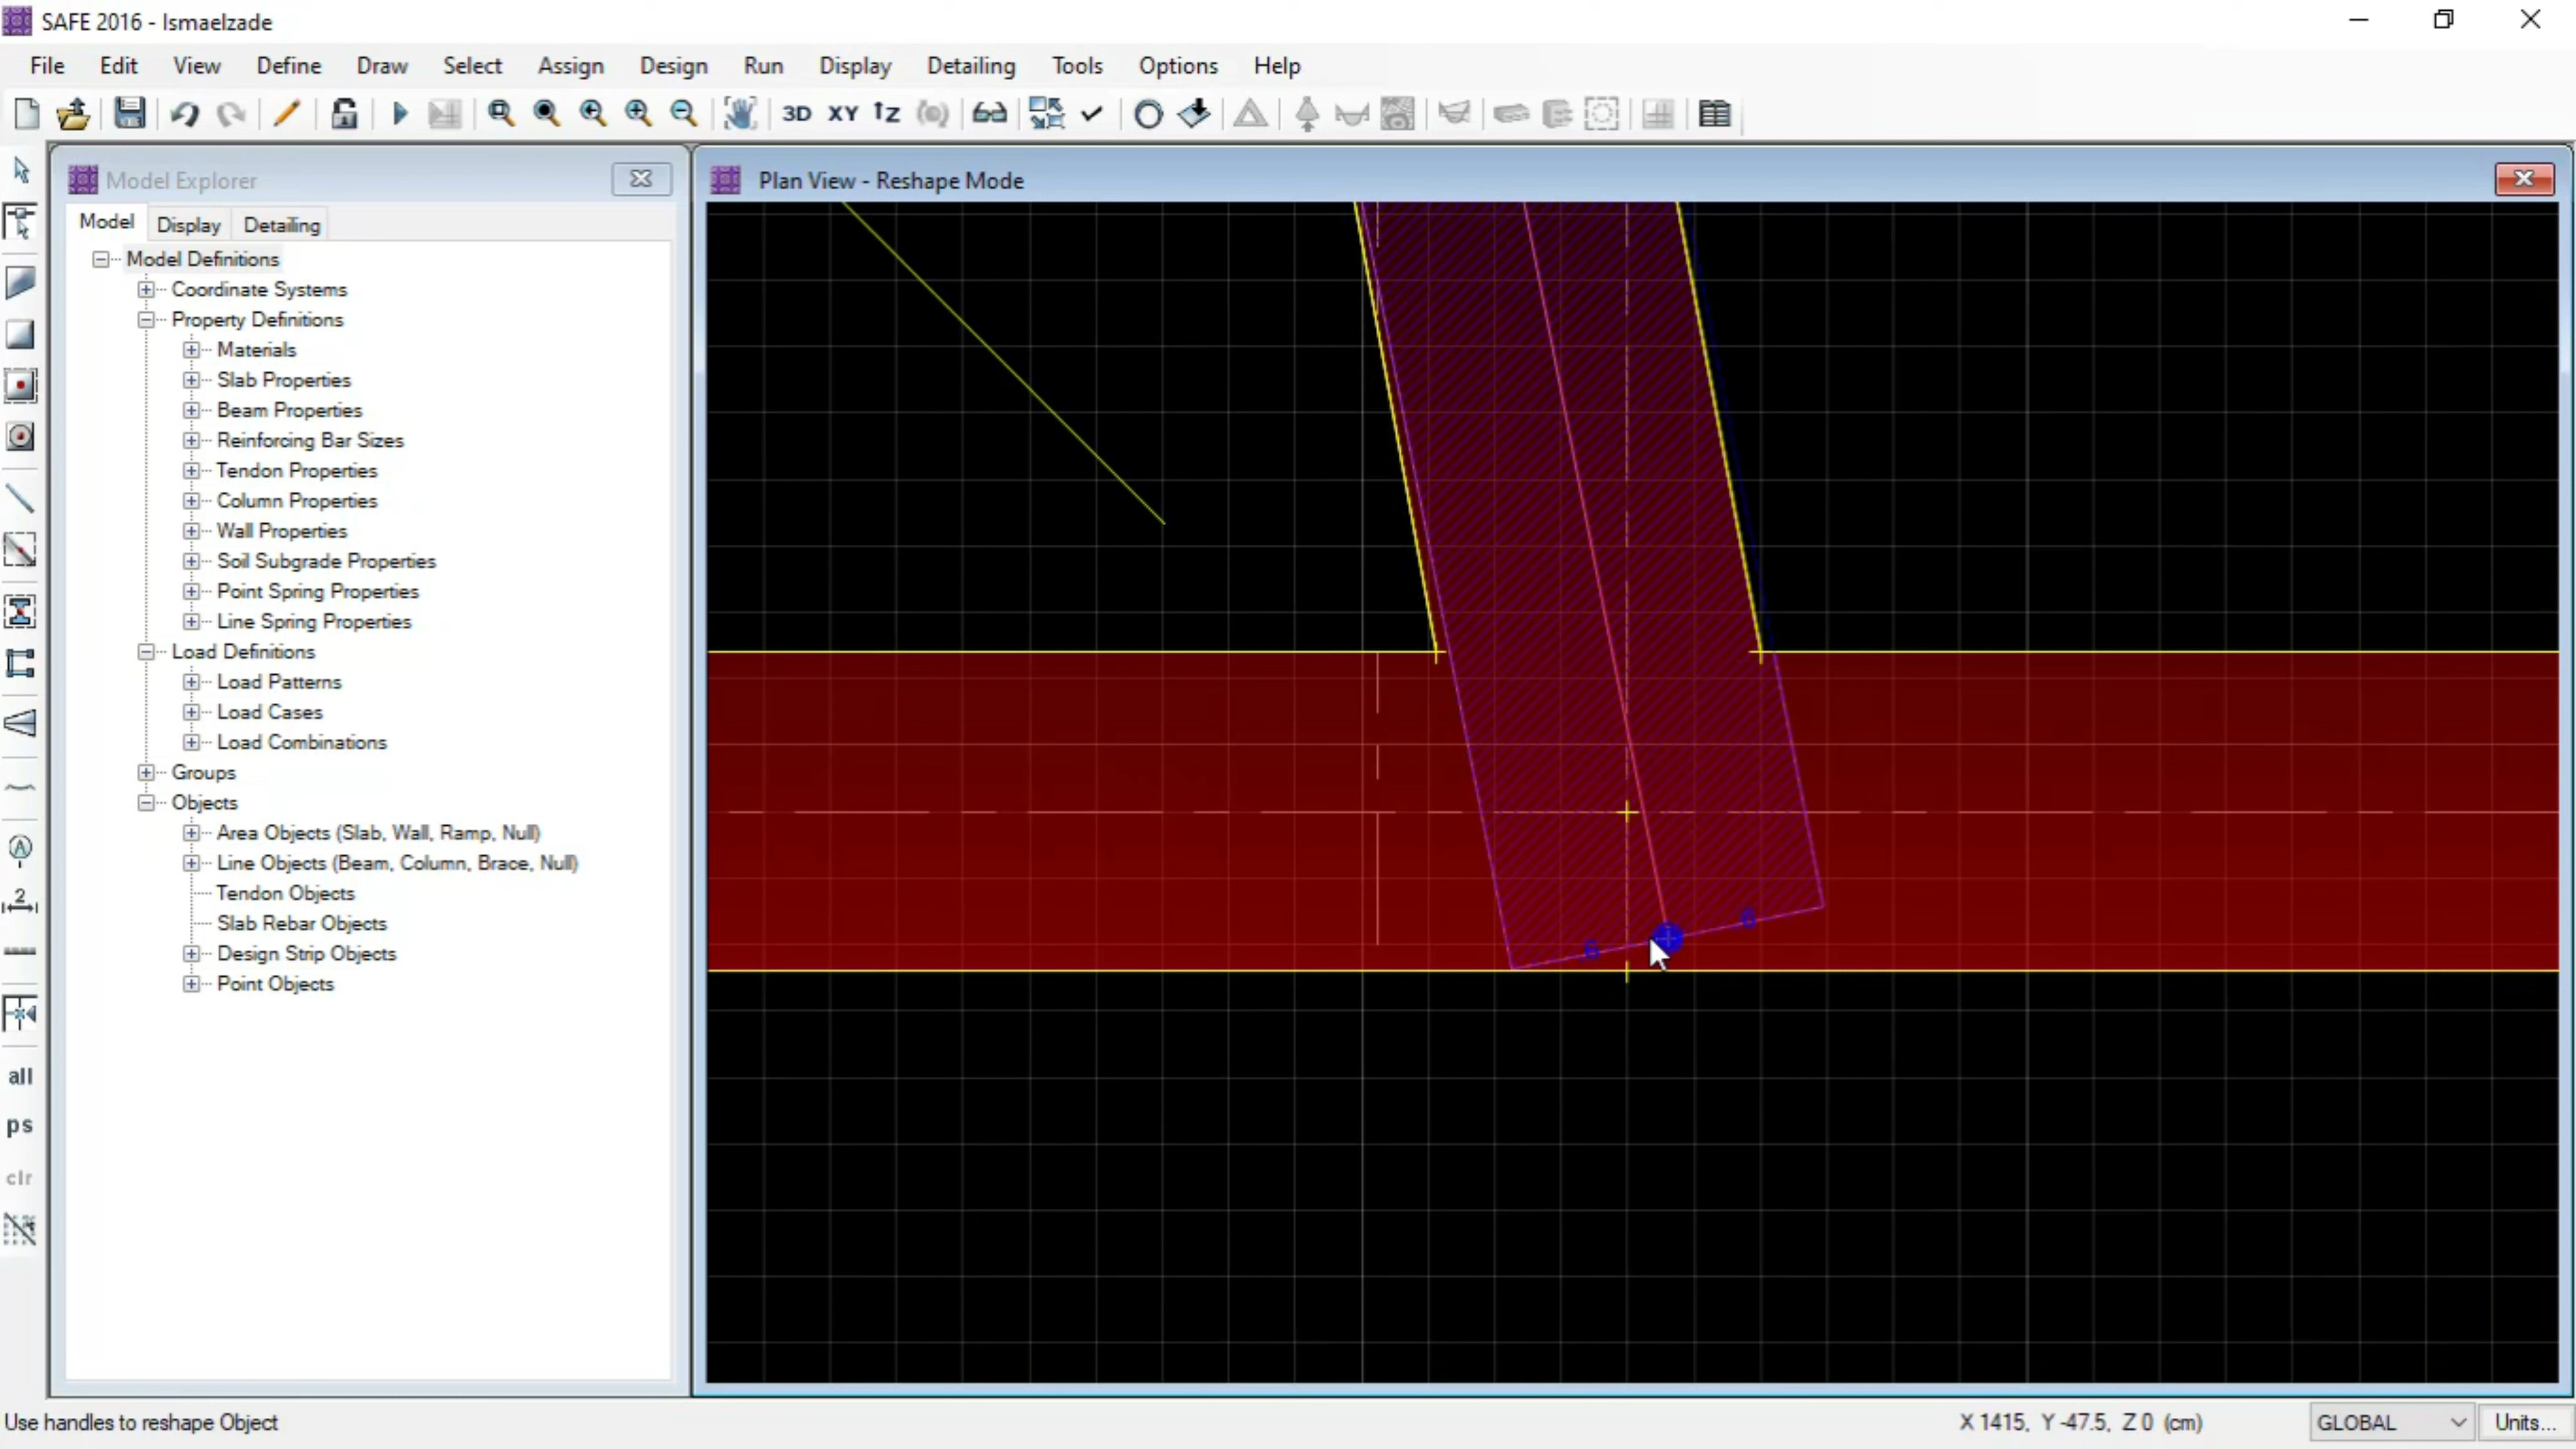 SAFE 2016 - Ismaelzade
File Edit View Define Draw Select Assign Design Run Display Detailing Tools Options Help
3D XY
Model Explorer
Plan View - Reshape Mode
Model Display Detailing
Model Definitions
Coordinate Systems
Property Definitions
Materials
Slab Properties
Beam Properties
Reinforcing Bar Sizes
Tendon Properties
Column Properties
Wall Properties
Soil Subgrade Properties
Point Spring Properties
Line Spring Properties
Load Definitions
Load Patterns
Load Cases
Load Combinations
Groups
Objects
Area Objects (Slab, Wall, Ramp, Null)
Line Objects (Beam, Column, Brace, Null)
Tendon Objects
Slab Rebar Objects
Design Strip Objects
Point Objects
A
2
all
ps
clr
6 6
Use handles to reshape Object
X 1415, Y -47.5, Z 0 (cm)
GLOBAL
Units...